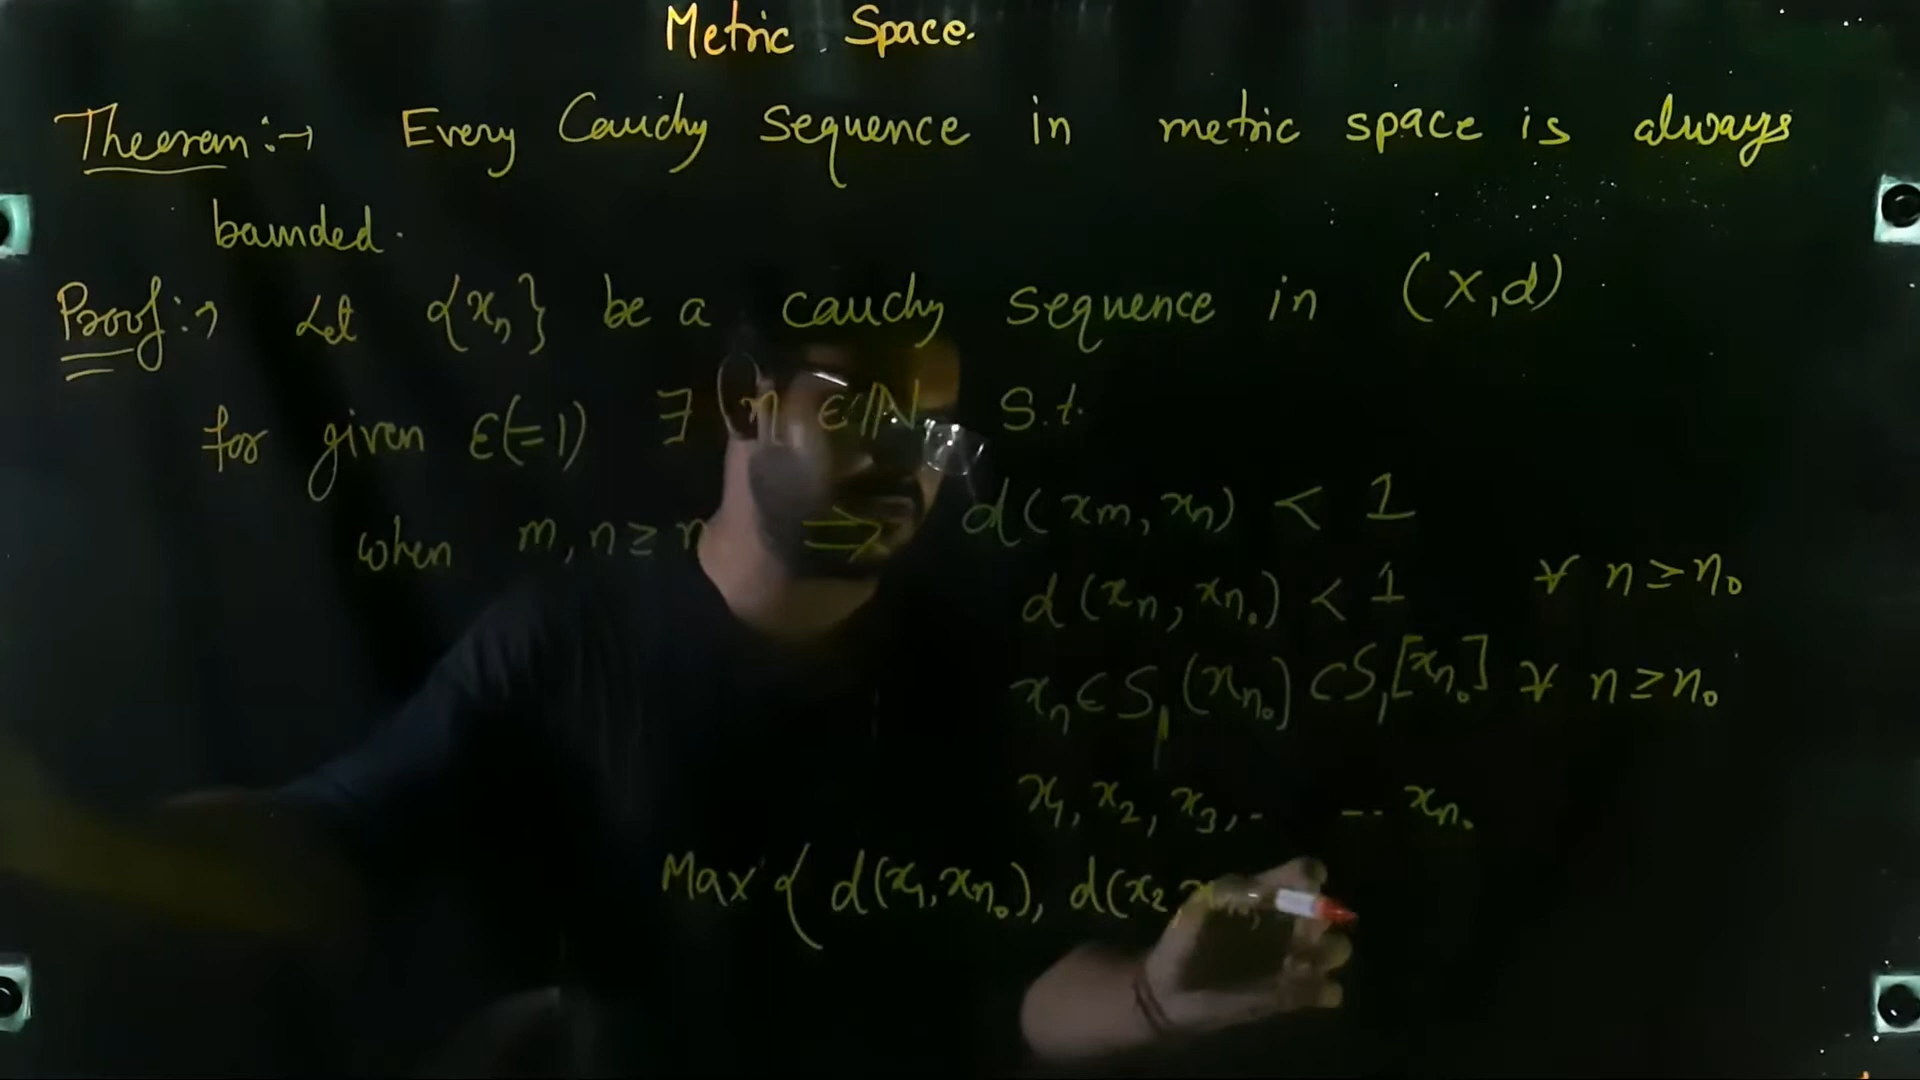 Metric Space.
Theorem:→ Every Cauchy Sequence in metric space is always
bounded.
Proof:→ Let {xₙ} be a cauchy sequence in (X,d)
for given ε(=1) ∃ n ∈ ℕ S.t.
when m, n ≥ n ⇒ d(xm, xn) < 1
d(xn, xn₀) < 1 ∀ n ≥ n₀
xn ∈ S₁(xn₀) ⊂ S₁[xn₀] ∀ n ≥ n₀
x₁, x₂, x₃, .. ... xn₀
Max { d(x₁, xn₀), d(x₂, xn₀,